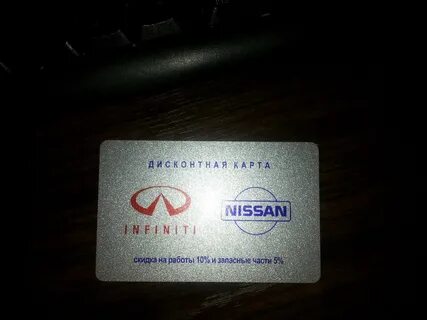 ДИСКОНТНАЯ КАРТА
INFINITI
NISSAN
скидка на работы 10% и запасные части 5%